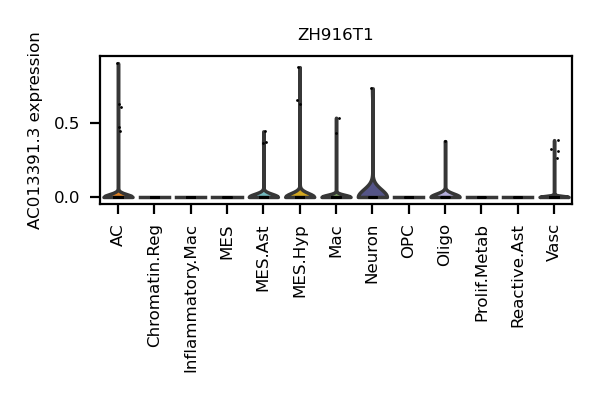 ZH916T1
AC013391.3 expression
0.5
0.0
AC
Chromatin.Reg
Inflammatory.Mac
MES
MES.Ast
MES.Hyp
Mac
Neuron
OPC
Oligo
Prolif.Metab
Reactive.Ast
Vasc